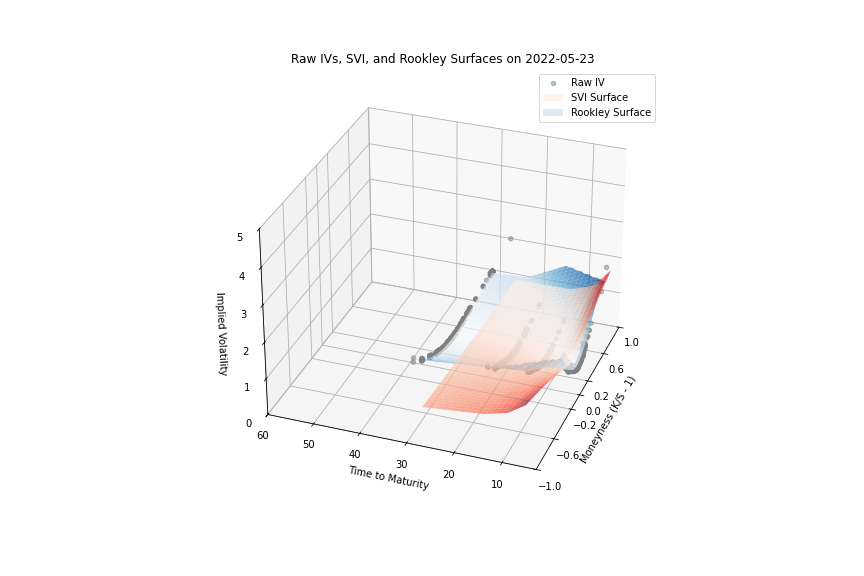 Raw IVs, SVI, and Rookley Surfaces on 2022-05-23
Raw IV
SVI Surface
Rookley Surface
5
4
3
2
1
0
Implied Volatility
60
50
40
30
20
10
Time to Maturity
1.0
0.6
0.2
0.0
−0.2
−0.6
−1.0
Moneyness (K/S - 1)